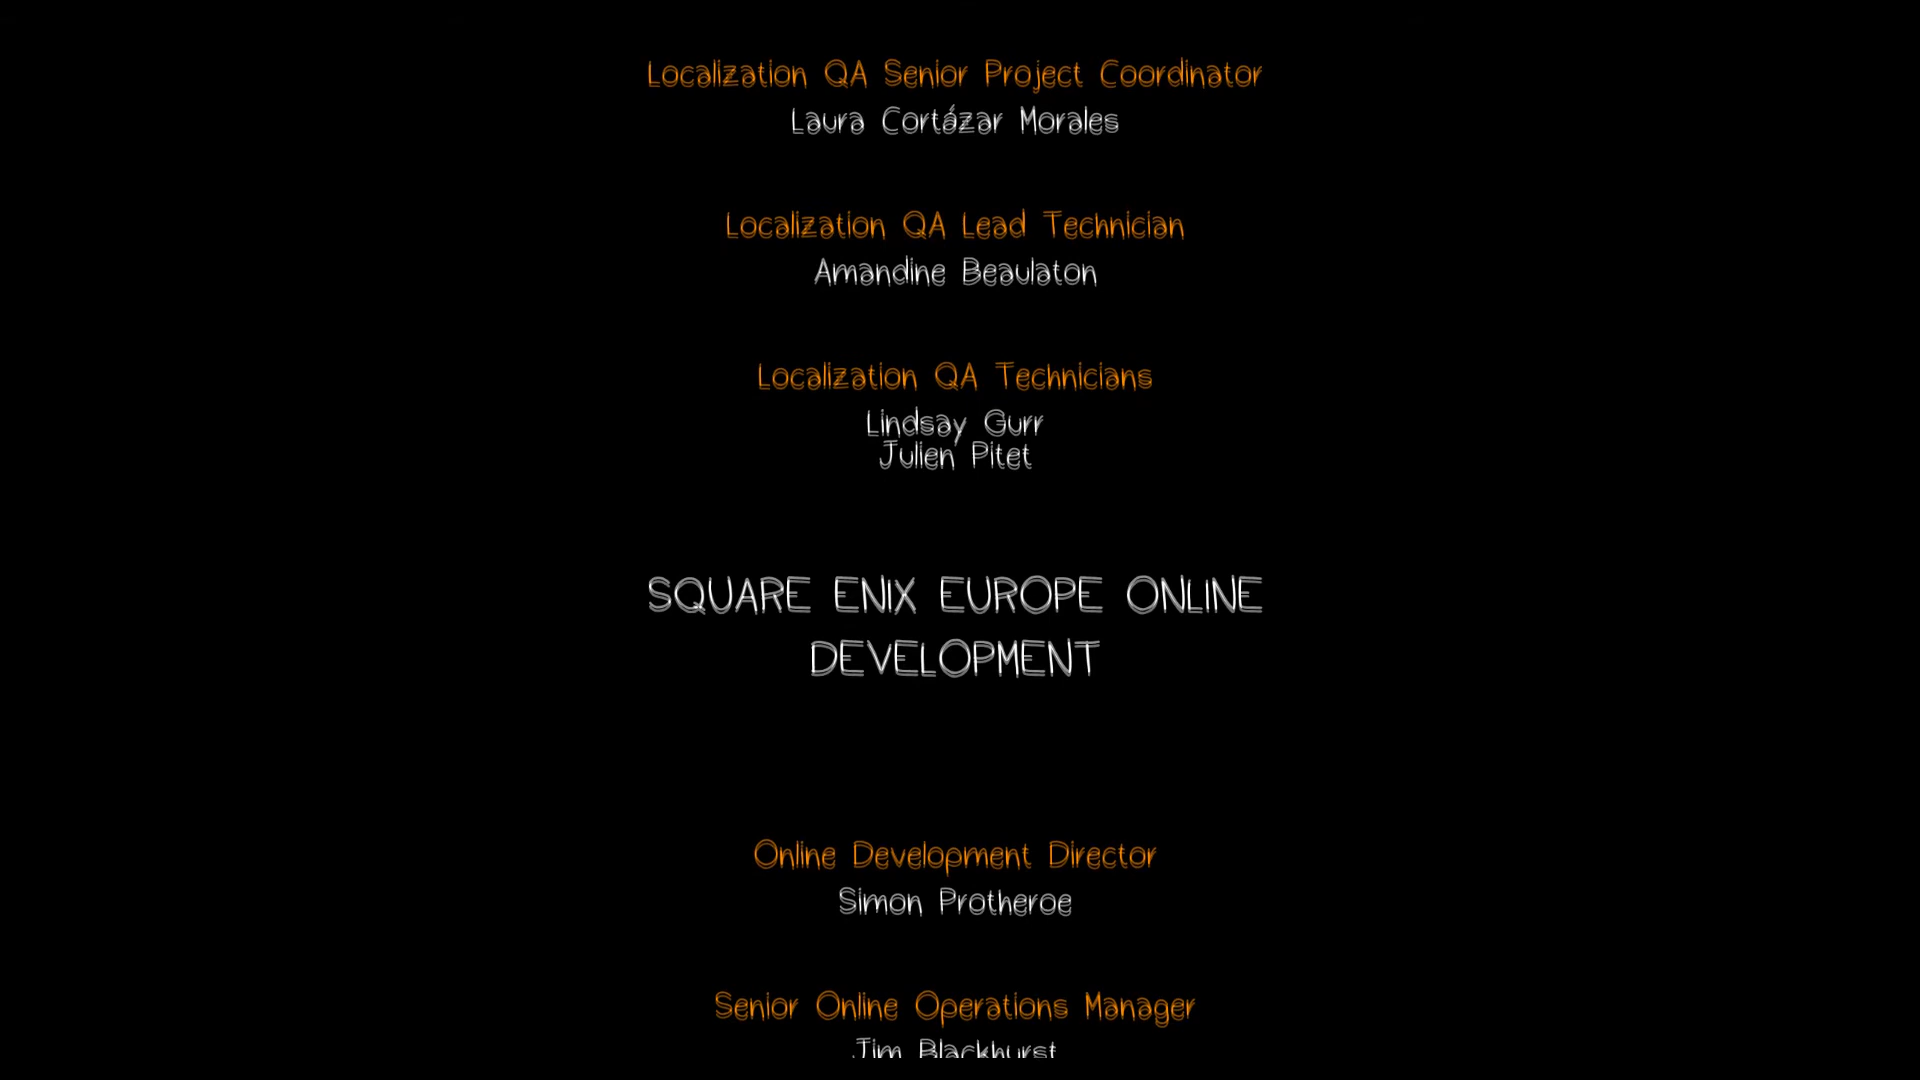 Localization QA Senior Project Coordinator
Laura Cortázar Morales
Localization QA Lead Technician
Amandine Beaulaton
Localization QA Technicians
Lindsay Gurr
Julien Pitet
SQUARE ENIX EUROPE ONLINE
DEVELOPMENT
Online Development Director
Simon Protheroe
Senior Online Operations Manager
Jim Blackhurst